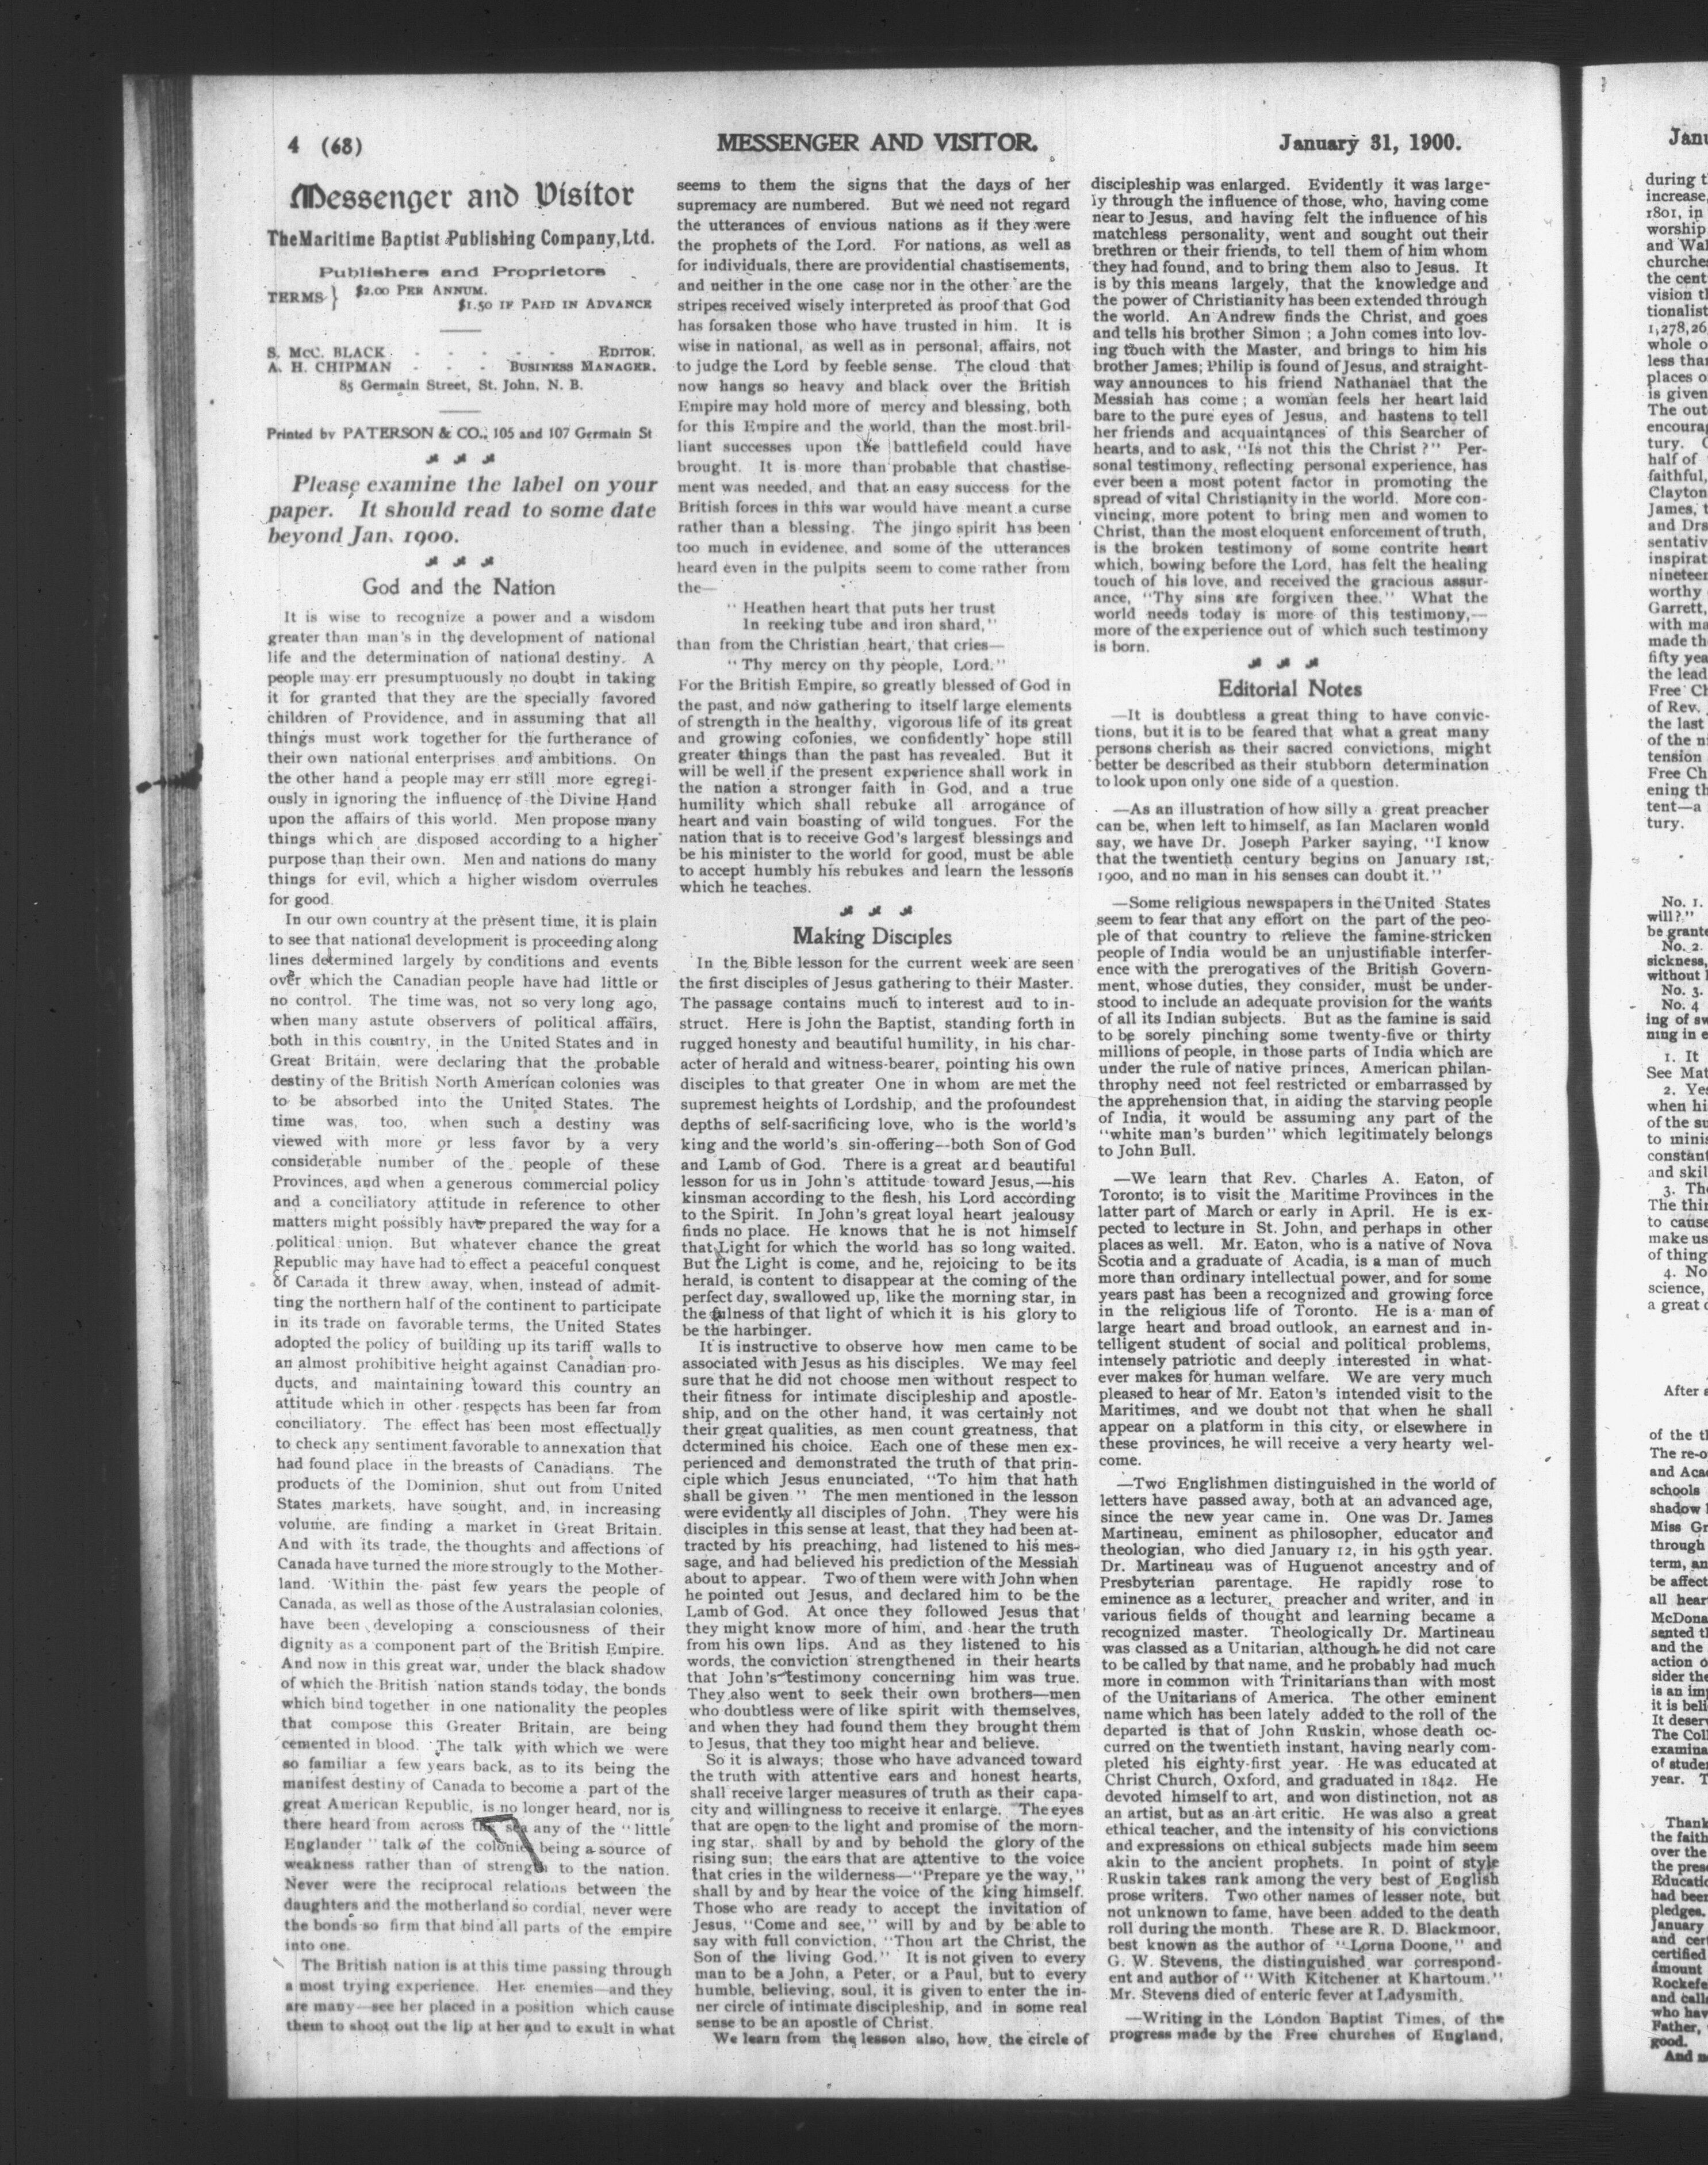 4 (68)
MESSENGER AND VISITOR.
January 31, 1900.
Messenger and Visitor
The Maritime Baptist Publishing Company, Ltd.
Publishers and Proprietors
TERMS } $2.00 PER ANNUM.
$1.50 IF PAID IN ADVANCE
S. MCC. BLACK - - - - - EDITOR.
A. H. CHIPMAN - - - BUSINESS MANAGER.
85 Germain Street, St. John, N. B.
Printed by PATERSON & CO., 105 and 107 Germain St
Please examine the label on your
paper. It should read to some date
beyond Jan. 1900.
God and the Nation
It is wise to recognize a power and a wisdom
greater than man's in the development of national
life and the determination of national destiny. A
people may err presumptuously no doubt in taking
it for granted that they are the specially favored
children of Providence, and in assuming that all
things must work together for the furtherance of
their own national enterprises and ambitions. On
the other hand a people may err still more egregi-
ously in ignoring the influence of the Divine Hand
upon the affairs of this world. Men propose many
things which are disposed according to a higher
purpose than their own. Men and nations do many
things for evil, which a higher wisdom overrules
for good.
In our own country at the present time, it is plain
to see that national development is proceeding along
lines determined largely by conditions and events
over which the Canadian people have had little or
no control. The time was, not so very long ago,
when many astute observers of political affairs,
both in this country, in the United States and in
Great Britain, were declaring that the probable
destiny of the British North American colonies was
to be absorbed into the United States. The
time was, too, when such a destiny was
viewed with more or less favor by a very
considerable number of the people of these
Provinces, and when a generous commercial policy
and a conciliatory attitude in reference to other
matters might possibly have prepared the way for a
political union. But whatever chance the great
Republic may have had to effect a peaceful conquest
of Canada it threw away, when, instead of admit-
ting the northern half of the continent to participate
in its trade on favorable terms, the United States
adopted the policy of building up its tariff walls to
an almost prohibitive height against Canadian pro-
ducts, and maintaining toward this country an
attitude which in other respects has been far from
conciliatory. The effect has been most effectually
to check any sentiment favorable to annexation that
had found place in the breasts of Canadians. The
products of the Dominion, shut out from United
States markets, have sought, and, in increasing
volume, are finding a market in Great Britain.
And with its trade, the thoughts and affections of
Canada have turned the more strougly to the Mother-
land. Within the past few years the people of
Canada, as well as those of the Australasian colonies,
have been developing a consciousness of their
dignity as a component part of the British Empire.
And now in this great war, under the black shadow
of which the British nation stands today, the bonds
which bind together in one nationality the peoples
that compose this Greater Britain, are being
cemented in blood. The talk with which we were
so familiar a few years back, as to its being the
manifest destiny of Canada to become a part of the
great American Republic, is no longer heard, nor is
there heard from across the sea any of the "little
Englander" talk of the colonies being a source of
weakness rather than of strength to the nation.
Never were the reciprocal relations between the
daughters and the motherland so cordial, never were
the bonds so firm that bind all parts of the empire
into one.
The British nation is at this time passing through
a most trying experience. Her enemies—and they
are many—see her placed in a position which cause
them to shoot out the lip at her and to exult in what
seems to them the signs that the days of her
supremacy are numbered. But we need not regard
the utterances of envious nations as if they were
the prophets of the Lord. For nations, as well as
for individuals, there are providential chastisements,
and neither in the one case nor in the other are the
stripes received wisely interpreted as proof that God
has forsaken those who have trusted in him. It is
wise in national, as well as in personal, affairs, not
to judge the Lord by feeble sense. The cloud that
now hangs so heavy and black over the British
Empire may hold more of mercy and blessing, both
for this Empire and the world, than the most bril-
liant successes upon the battlefield could have
brought. It is more than probable that chastise-
ment was needed, and that an easy success for the
British forces in this war would have meant a curse
rather than a blessing. The jingo spirit has been
too much in evidence, and some of the utterances
heard even in the pulpits seem to come rather from
the—
" Heathen heart that puts her trust
In reeking tube and iron shard,"
than from the Christian heart, that cries—
" Thy mercy on thy people, Lord."
For the British Empire, so greatly blessed of God in
the past, and now gathering to itself large elements
of strength in the healthy, vigorous life of its great
and growing colonies, we confidently hope still
greater things than the past has revealed. But it
will be well if the present experience shall work in
the nation a stronger faith in God, and a true
humility which shall rebuke all arrogance of
heart and vain boasting of wild tongues. For the
nation that is to receive God's largest blessings and
be his minister to the world for good, must be able
to accept humbly his rebukes and learn the lessons
which he teaches.
Making Disciples
In the Bible lesson for the current week are seen
the first disciples of Jesus gathering to their Master.
The passage contains much to interest aud to in-
struct. Here is John the Baptist, standing forth in
rugged honesty and beautiful humility, in his char-
acter of herald and witness-bearer, pointing his own
disciples to that greater One in whom are met the
supremest heights of Lordship, and the profoundest
depths of self-sacrificing love, who is the world's
king and the world's sin-offering—both Son of God
and Lamb of God. There is a great and beautiful
lesson for us in John's attitude toward Jesus,—his
kinsman according to the flesh, his Lord according
to the Spirit. In John's great loyal heart jealousy
finds no place. He knows that he is not himself
that Light for which the world has so long waited.
But the Light is come, and he, rejoicing to be its
herald, is content to disappear at the coming of the
perfect day, swallowed up, like the morning star, in
the fulness of that light of which it is his glory to
be the harbinger.
It is instructive to observe how men came to be
associated with Jesus as his disciples. We may feel
sure that he did not choose men without respect to
their fitness for intimate discipleship and apostle-
ship, and on the other hand, it was certainly not
their great qualities, as men count greatness, that
determined his choice. Each one of these men ex-
perienced and demonstrated the truth of that prin-
ciple which Jesus enunciated, "To him that hath
shall be given." The men mentioned in the lesson
were evidently all disciples of John. They were his
disciples in this sense at least, that they had been at-
tracted by his preaching, had listened to his mes-
sage, and had believed his prediction of the Messiah
about to appear. Two of them were with John when
he pointed out Jesus, and declared him to be the
Lamb of God. At once they followed Jesus that
they might know more of him, and hear the truth
from his own lips. And as they listened to his
words, the conviction strengthened in their hearts
that John's testimony concerning him was true.
They also went to seek their own brothers—men
who doubtless were of like spirit with themselves,
and when they had found them they brought them
to Jesus, that they too might hear and believe.
So it is always; those who have advanced toward
the truth with attentive ears and honest hearts,
shall receive larger measures of truth as their capa-
city and willingness to receive it enlarge. The eyes
that are open to the light and promise of the morn-
ing star, shall by and by behold the glory of the
rising sun; the ears that are attentive to the voice
that cries in the wilderness—"Prepare ye the way,"
shall by and by hear the voice of the king himself.
Those who are ready to accept the invitation of
Jesus, "Come and see," will by and by be able to
say with full conviction, "Thou art the Christ, the
Son of the living God." It is not given to every
man to be a John, a Peter, or a Paul, but to every
humble, believing, soul, it is given to enter the in-
ner circle of intimate discipleship, and in some real
sense to be an apostle of Christ.
We learn from the lesson also, how, the circle of
discipleship was enlarged. Evidently it was large-
ly through the influence of those, who, having come
near to Jesus, and having felt the influence of his
matchless personality, went and sought out their
brethren or their friends, to tell them of him whom
they had found, and to bring them also to Jesus. It
is by this means largely, that the knowledge and
the power of Christianity has been extended through
the world. An Andrew finds the Christ, and goes
and tells his brother Simon ; a John comes into lov-
ing touch with the Master, and brings to him his
brother James; Philip is found of Jesus, and straight-
way announces to his friend Nathanael that the
Messiah has come ; a woman feels her heart laid
bare to the pure eyes of Jesus, and hastens to tell
her friends and acquaintances of this Searcher of
hearts, and to ask, "Is not this the Christ ?" Per-
sonal testimony, reflecting personal experience, has
ever been a most potent factor in promoting the
spread of vital Christianity in the world. More con-
vincing, more potent to bring men and women to
Christ, than the most eloquent enforcement of truth,
is the broken testimony of some contrite heart
which, bowing before the Lord, has felt the healing
touch of his love, and received the gracious assur-
ance, "Thy sins are forgiven thee." What the
world needs today is more of this testimony,—
more of the experience out of which such testimony
is born.
Editorial Notes
—It is doubtless a great thing to have convic-
tions, but it is to be feared that what a great many
persons cherish as their sacred convictions, might
better be described as their stubborn determination
to look upon only one side of a question.
—As an illustration of how silly a great preacher
can be, when left to himself, as Ian Maclaren would
say, we have Dr. Joseph Parker saying, "I know
that the twentieth century begins on January 1st,
1900, and no man in his senses can doubt it."
—Some religious newspapers in the United States
seem to fear that any effort on the part of the peo-
ple of that country to relieve the famine-stricken
people of India would be an unjustifiable interfer-
ence with the prerogatives of the British Govern-
ment, whose duties, they consider, must be under-
stood to include an adequate provision for the wants
of all its Indian subjects. But as the famine is said
to be sorely pinching some twenty-five or thirty
millions of people, in those parts of India which are
under the rule of native princes, American philan-
throphy need not feel restricted or embarrassed by
the apprehension that, in aiding the starving people
of India, it would be assuming any part of the
"white man's burden" which legitimately belongs
to John Bull.
—We learn that Rev. Charles A. Eaton, of
Toronto, is to visit the Maritime Provinces in the
latter part of March or early in April. He is ex-
pected to lecture in St. John, and perhaps in other
places as well. Mr. Eaton, who is a native of Nova
Scotia and a graduate of Acadia, is a man of much
more than ordinary intellectual power, and for some
years past has been a recognized and growing force
in the religious life of Toronto. He is a man of
large heart and broad outlook, an earnest and in-
telligent student of social and political problems,
intensely patriotic and deeply interested in what-
ever makes for human welfare. We are very much
pleased to hear of Mr. Eaton's intended visit to the
Maritimes, and we doubt not that when he shall
appear on a platform in this city, or elsewhere in
these provinces, he will receive a very hearty wel-
come.
—Two Englishmen distinguished in the world of
letters have passed away, both at an advanced age,
since the new year came in. One was Dr. James
Martineau, eminent as philosopher, educator and
theologian, who died January 12, in his 95th year.
Dr. Martineau was of Huguenot ancestry and of
Presbyterian parentage. He rapidly rose to
eminence as a lecturer, preacher and writer, and in
various fields of thought and learning became a
recognized master. Theologically Dr. Martineau
was classed as a Unitarian, although he did not care
to be called by that name, and he probably had much
more in common with Trinitarians than with most
of the Unitarians of America. The other eminent
name which has been lately added to the roll of the
departed is that of John Ruskin, whose death oc-
curred on the twentieth instant, having nearly com-
pleted his eighty-first year. He was educated at
Christ Church, Oxford, and graduated in 1842. He
devoted himself to art, and won distinction, not as
an artist, but as an art critic. He was also a great
ethical teacher, and the intensity of his convictions
and expressions on ethical subjects made him seem
akin to the ancient prophets. In point of style
Ruskin takes rank among the very best of English
prose writers. Two other names of lesser note, but
not unknown to fame, have been added to the death
roll during the month. These are R. D. Blackmoor,
best known as the author of "Lorna Doone," and
G. W. Stevens, the distinguished war correspond-
ent and author of "With Kitchener at Khartoum."
Mr. Stevens died of enteric fever at Ladysmith.
—Writing in the London Baptist Times, of the
progress made by the Free churches of England,